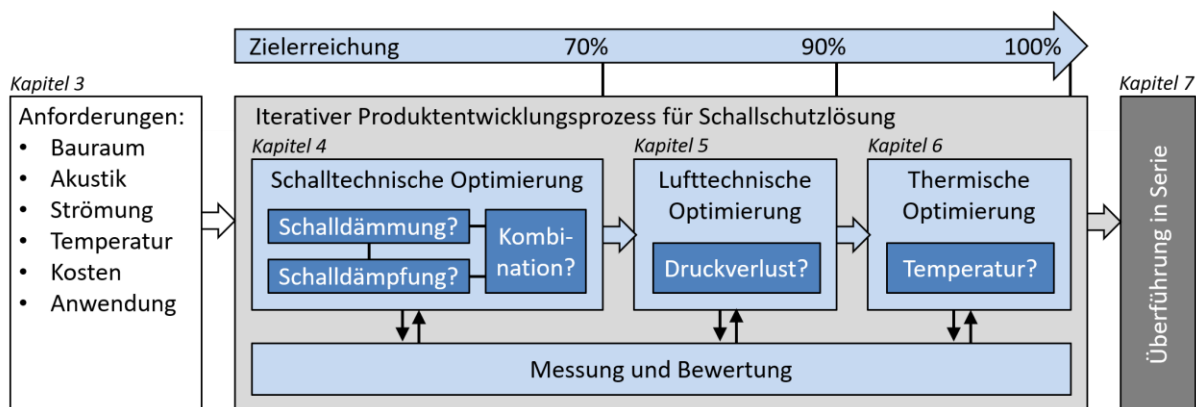 Zielerreichung 70% 90% 100%
Kapitel 3
Anforderungen:
• Bauraum
• Akustik
• Strömung
• Temperatur
• Kosten
• Anwendung
Iterativer Produktentwicklungsprozess für Schallschutzlösung
Kapitel 4
Schalltechnische Optimierung
Schalldämmung?
Schalldämpfung?
Kombi-
nation?
Kapitel 5
Lufttechnische
Optimierung
Druckverlust?
Kapitel 6
Thermische
Optimierung
Temperatur?
Messung und Bewertung
Kapitel 7
Überführung in Serie